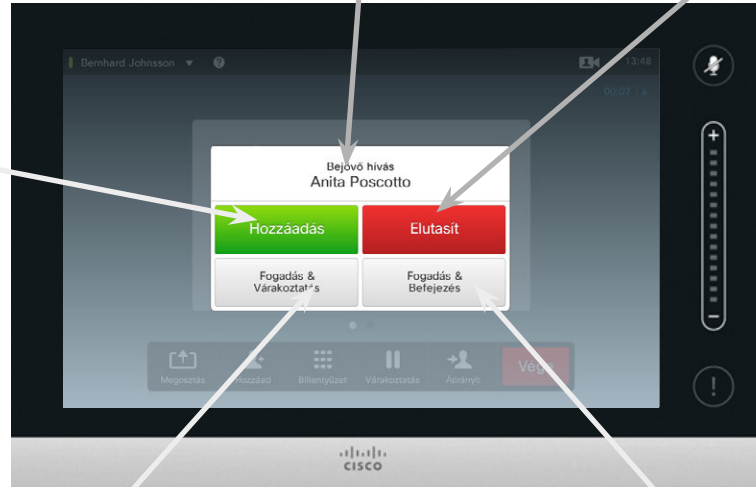 Bernhard Johnsson
?
13:48
00:07
Bejövő hívás
Anita Poscotto
Hozzáadás
Elutasít
Fogadás &
Várakoztatás
Fogadás &
Befejezés
Megosztás
Hozzáad
Billentyűzet
Várakoztatás
Átirányít
Vége
+
-
!
CISCO